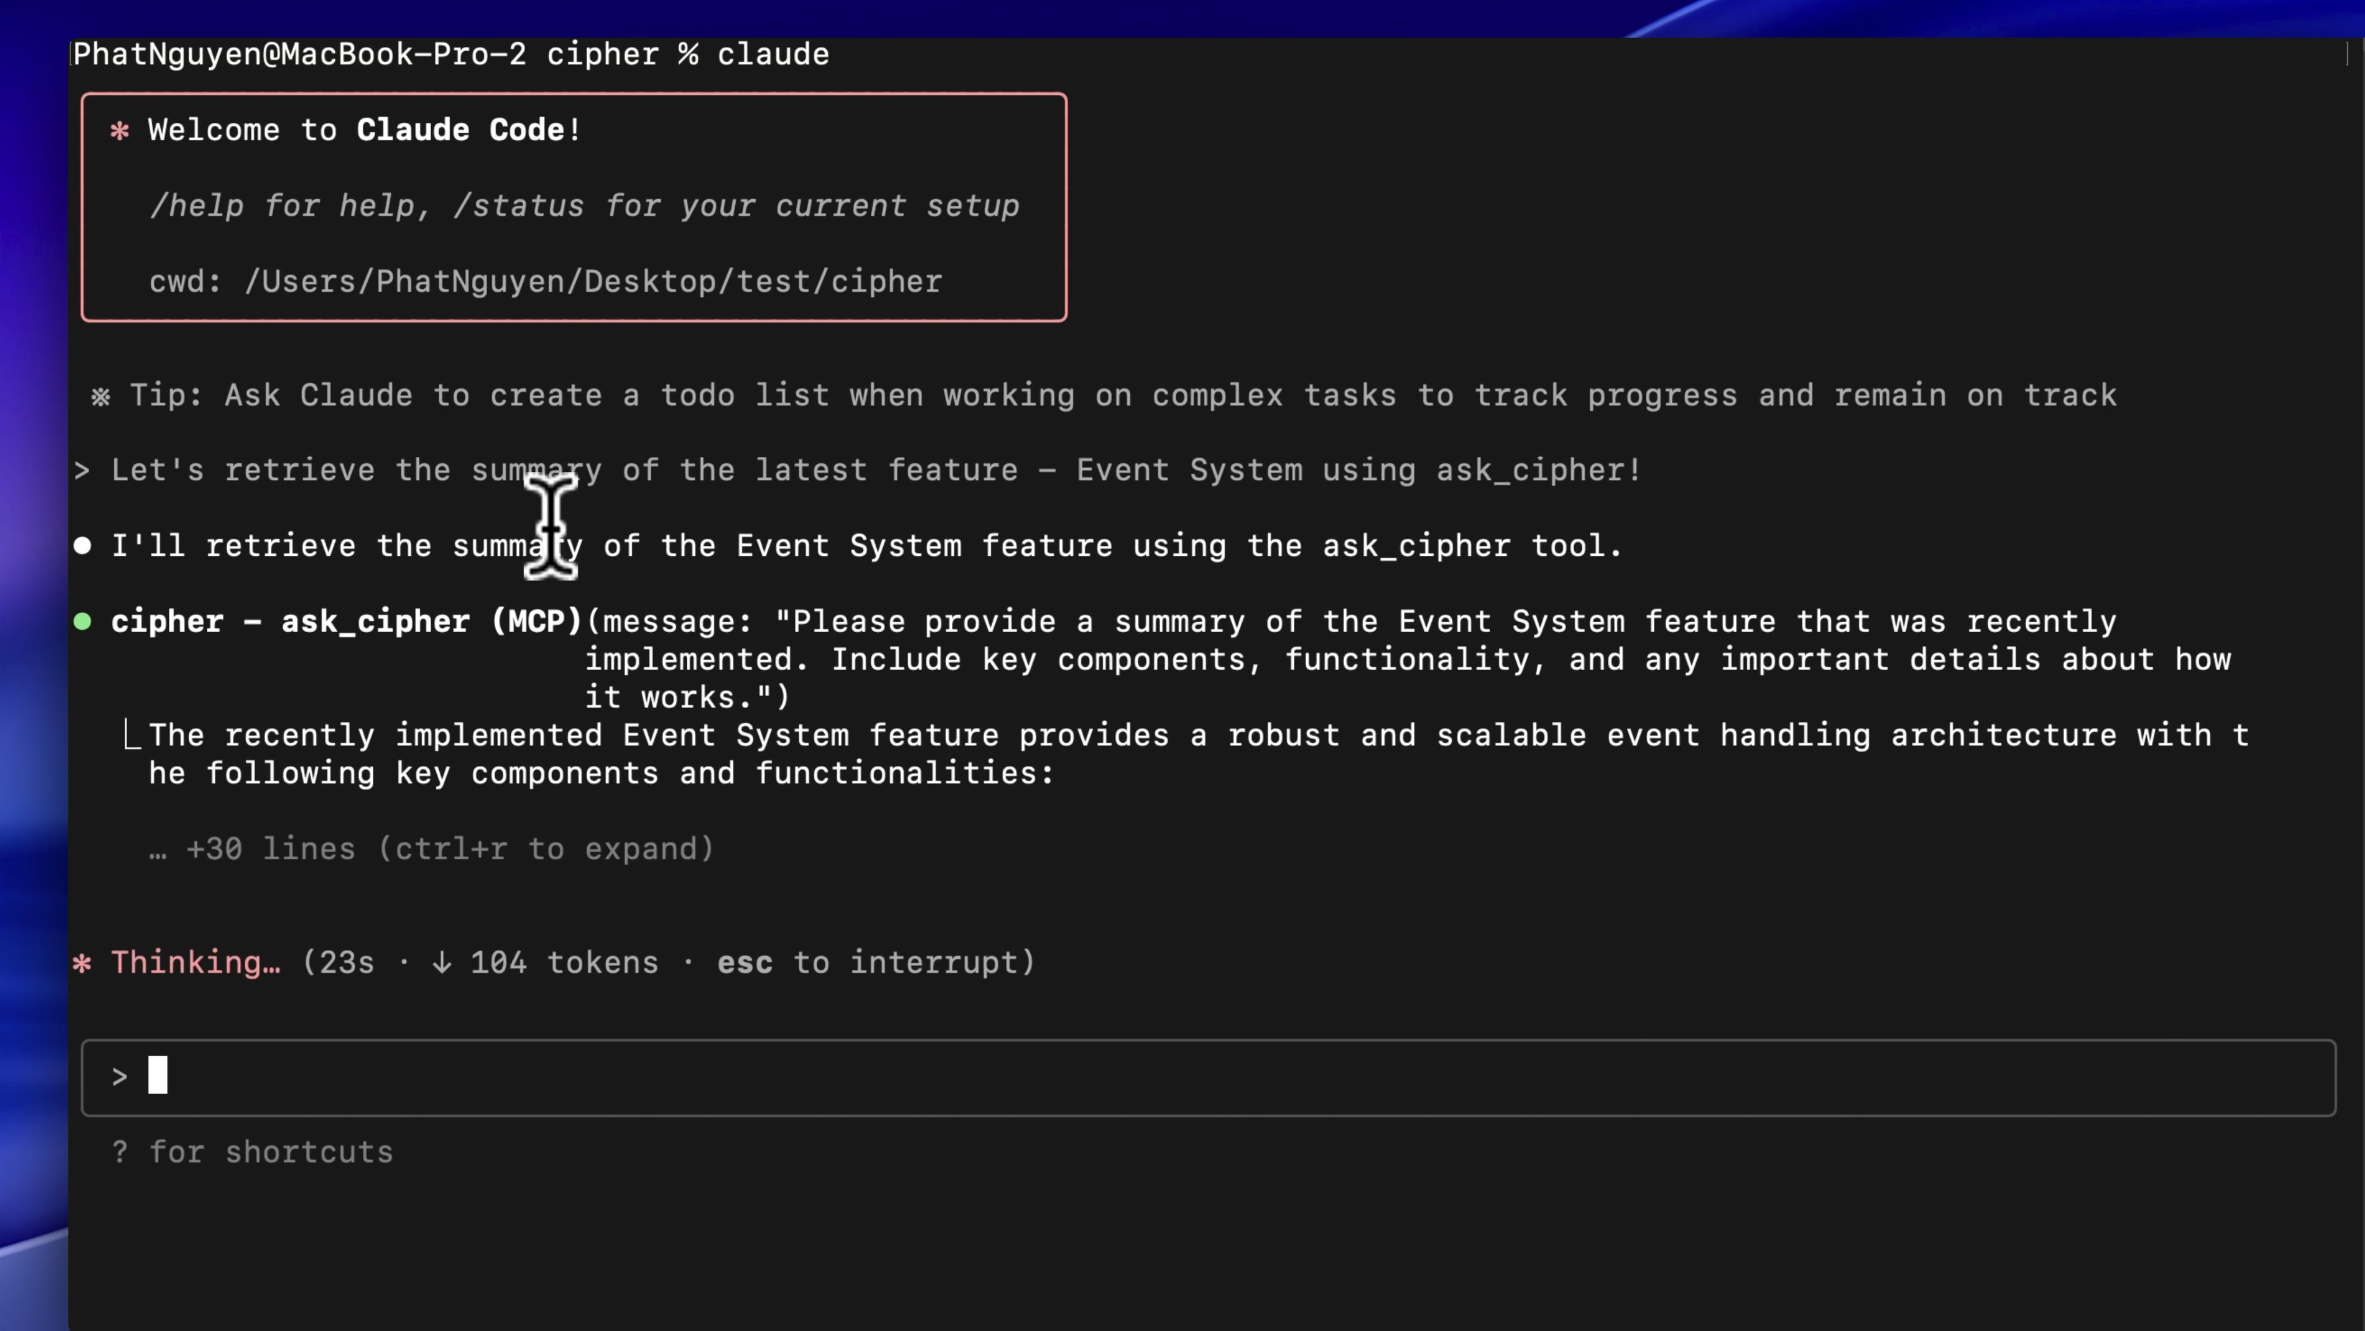 PhatNguyen@MacBook-Pro-2 cipher % claude
✻ Welcome to Claude Code!
/help for help, /status for your current setup
cwd: /Users/PhatNguyen/Desktop/test/cipher
※ Tip: Ask Claude to create a todo list when working on complex tasks to track progress and remain on track
> Let's retrieve the summary of the latest feature – Event System using ask_cipher!
● I'll retrieve the summary of the Event System feature using the ask_cipher tool.
● cipher – ask_cipher (MCP)(message: "Please provide a summary of the Event System feature that was recently
implemented. Include key components, functionality, and any important details about how
it works.")
⎿ The recently implemented Event System feature provides a robust and scalable event handling architecture with t
he following key components and functionalities:
… +30 lines (ctrl+r to expand)
✻ Thinking… (23s · ↓ 104 tokens · esc to interrupt)
>
? for shortcuts